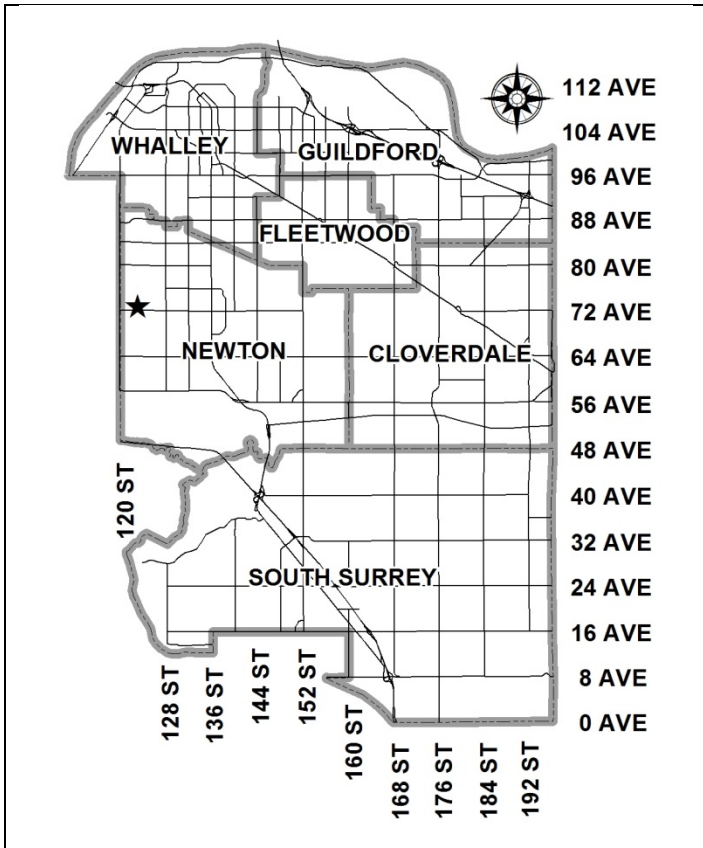 112 AVE
104 AVE
WHALLEY
GUILDFORD
96 AVE
88 AVE
FLEETWOOD
80 AVE
72 AVE
NEWTON
CLOVERDALE
64 AVE
56 AVE
48 AVE
120 ST
40 AVE
32 AVE
SOUTH SURREY
24 AVE
16 AVE
128 ST
136 ST
144 ST
152 ST
160 ST
8 AVE
0 AVE
168 ST
176 ST
184 ST
192 ST